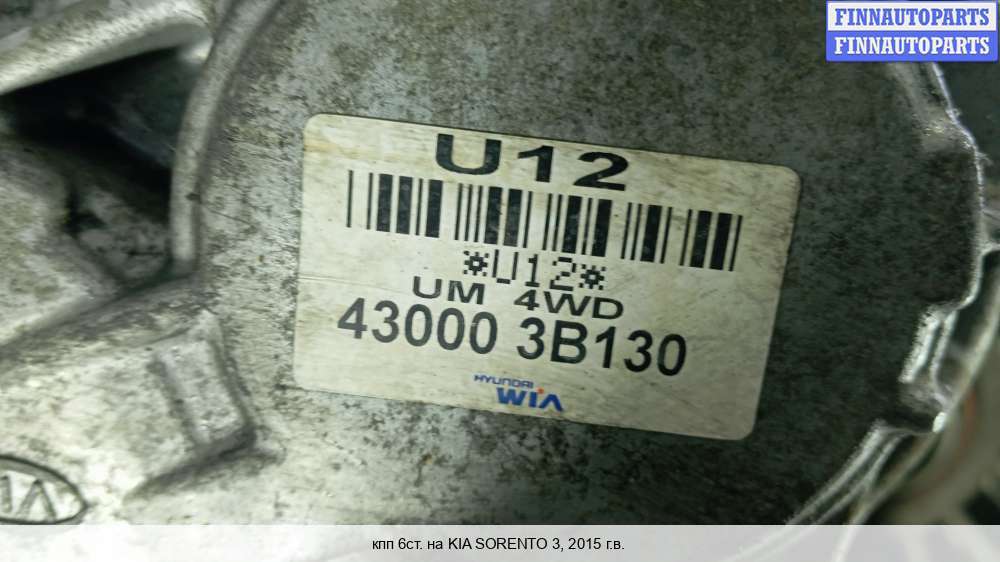 FINNAUTOPARTS
FINNAUTOPARTS
U12
*U12*
UM 4WD
43000 3B130
HYUNDAI
WIA
кпп 6ст. на KIA SORENTO 3, 2015 г.в.